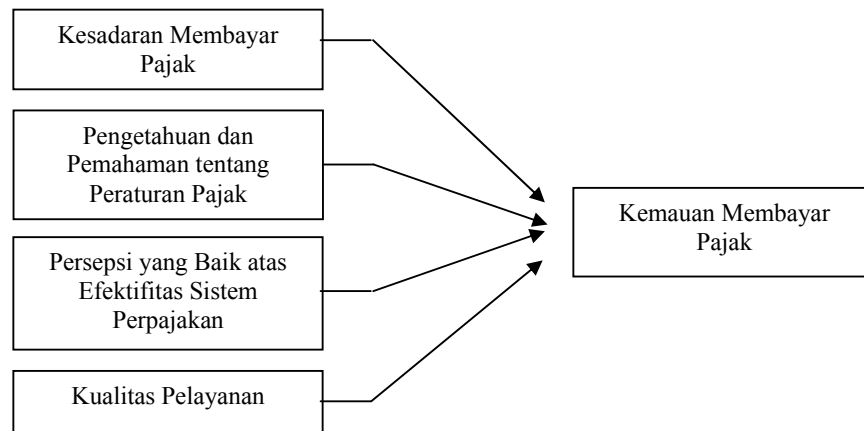 Kesadaran Membayar
Pajak
Pengetahuan dan
Pemahaman tentang
Peraturan Pajak
Kemauan Membayar
Pajak
Persepsi yang Baik atas
Efektifitas Sistem
Perpajakan
Kualitas Pelayanan